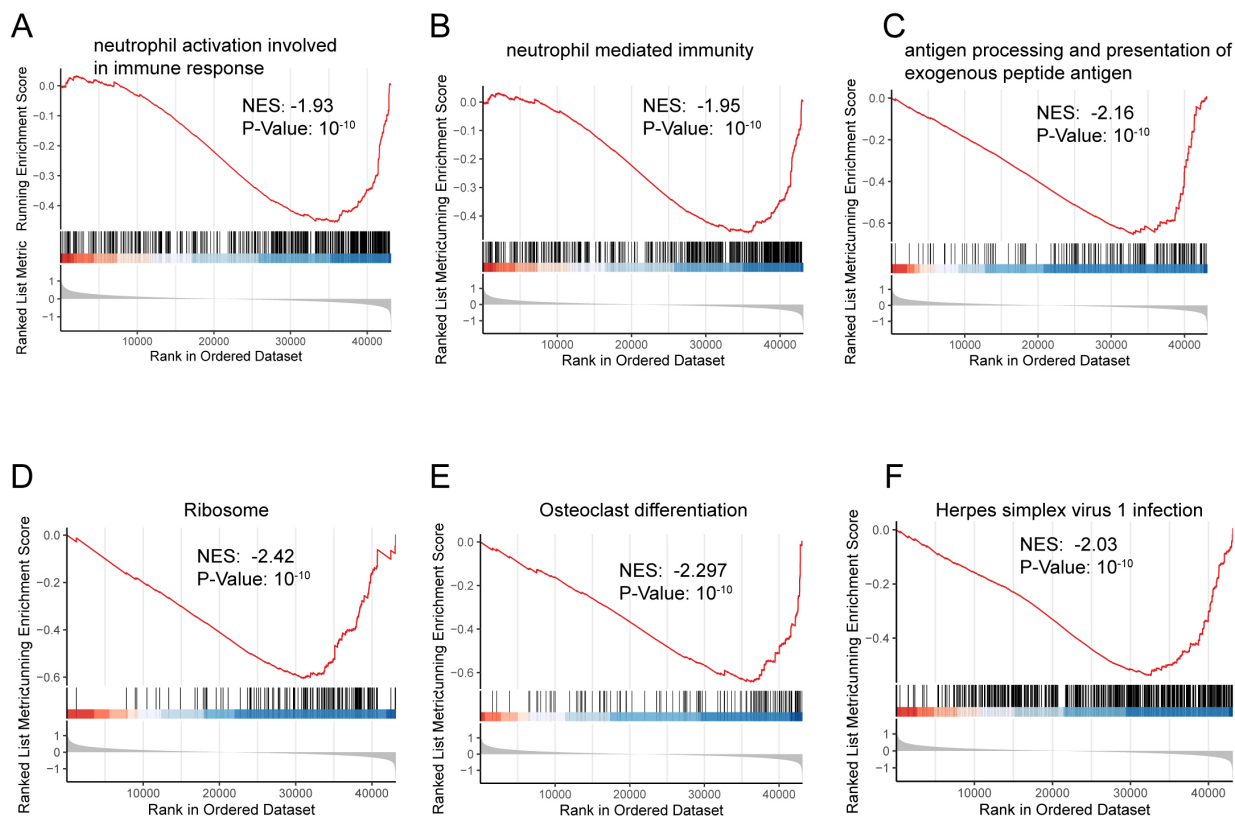 A
neutrophil activation involved
in immune response
Running Enrichment Score
0.0
−0.1
−0.2
−0.3
−0.4
NES: -1.93
P-Value: 10-10
Ranked List Metric
1
0
−1
10000 20000 30000 40000
Rank in Ordered Dataset
B
neutrophil mediated immunity
Ranked List Metricunning Enrichment Score
0.0
−0.1
−0.2
−0.3
−0.4
NES: -1.95
P-Value: 10-10
1
0
−1
10000 20000 30000 40000
Rank in Ordered Dataset
C
antigen processing and presentation of
exogenous peptide antigen
Ranked List Metricunning Enrichment Score
0.0
−0.2
−0.4
−0.6
NES: -2.16
P-Value: 10-10
1
0
−1
10000 20000 30000 40000
Rank in Ordered Dataset
D
Ribosome
Ranked List Metricunning Enrichment Score
0.0
−0.2
−0.4
−0.6
NES: -2.42
P-Value: 10-10
1
0
−1
10000 20000 30000 40000
Rank in Ordered Dataset
E
Osteoclast differentiation
Ranked List Metricunning Enrichment Score
0.0
−0.2
−0.4
−0.6
NES: -2.297
P-Value: 10-10
1
0
−1
10000 20000 30000 40000
Rank in Ordered Dataset
F
Herpes simplex virus 1 infection
Ranked List Metricunning Enrichment Score
0.0
−0.2
−0.4
NES: -2.03
P-Value: 10-10
1
0
−1
10000 20000 30000 40000
Rank in Ordered Dataset